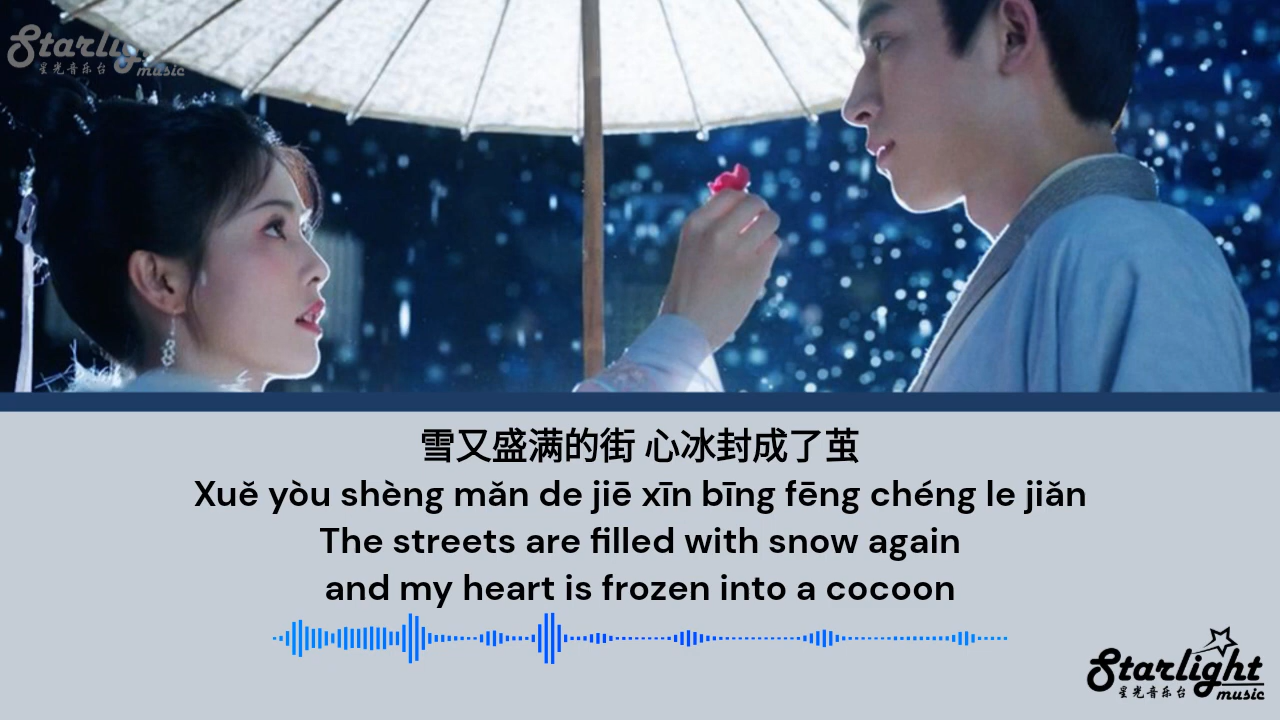 Starlight
星光音乐台 music
雪又盛满的街 心冰封成了茧
Xuě yòu shèng mǎn de jiē xīn bīng fēng chéng le jiǎn
The streets are filled with snow again
and my heart is frozen into a cocoon
Starlight
星光音乐台 music